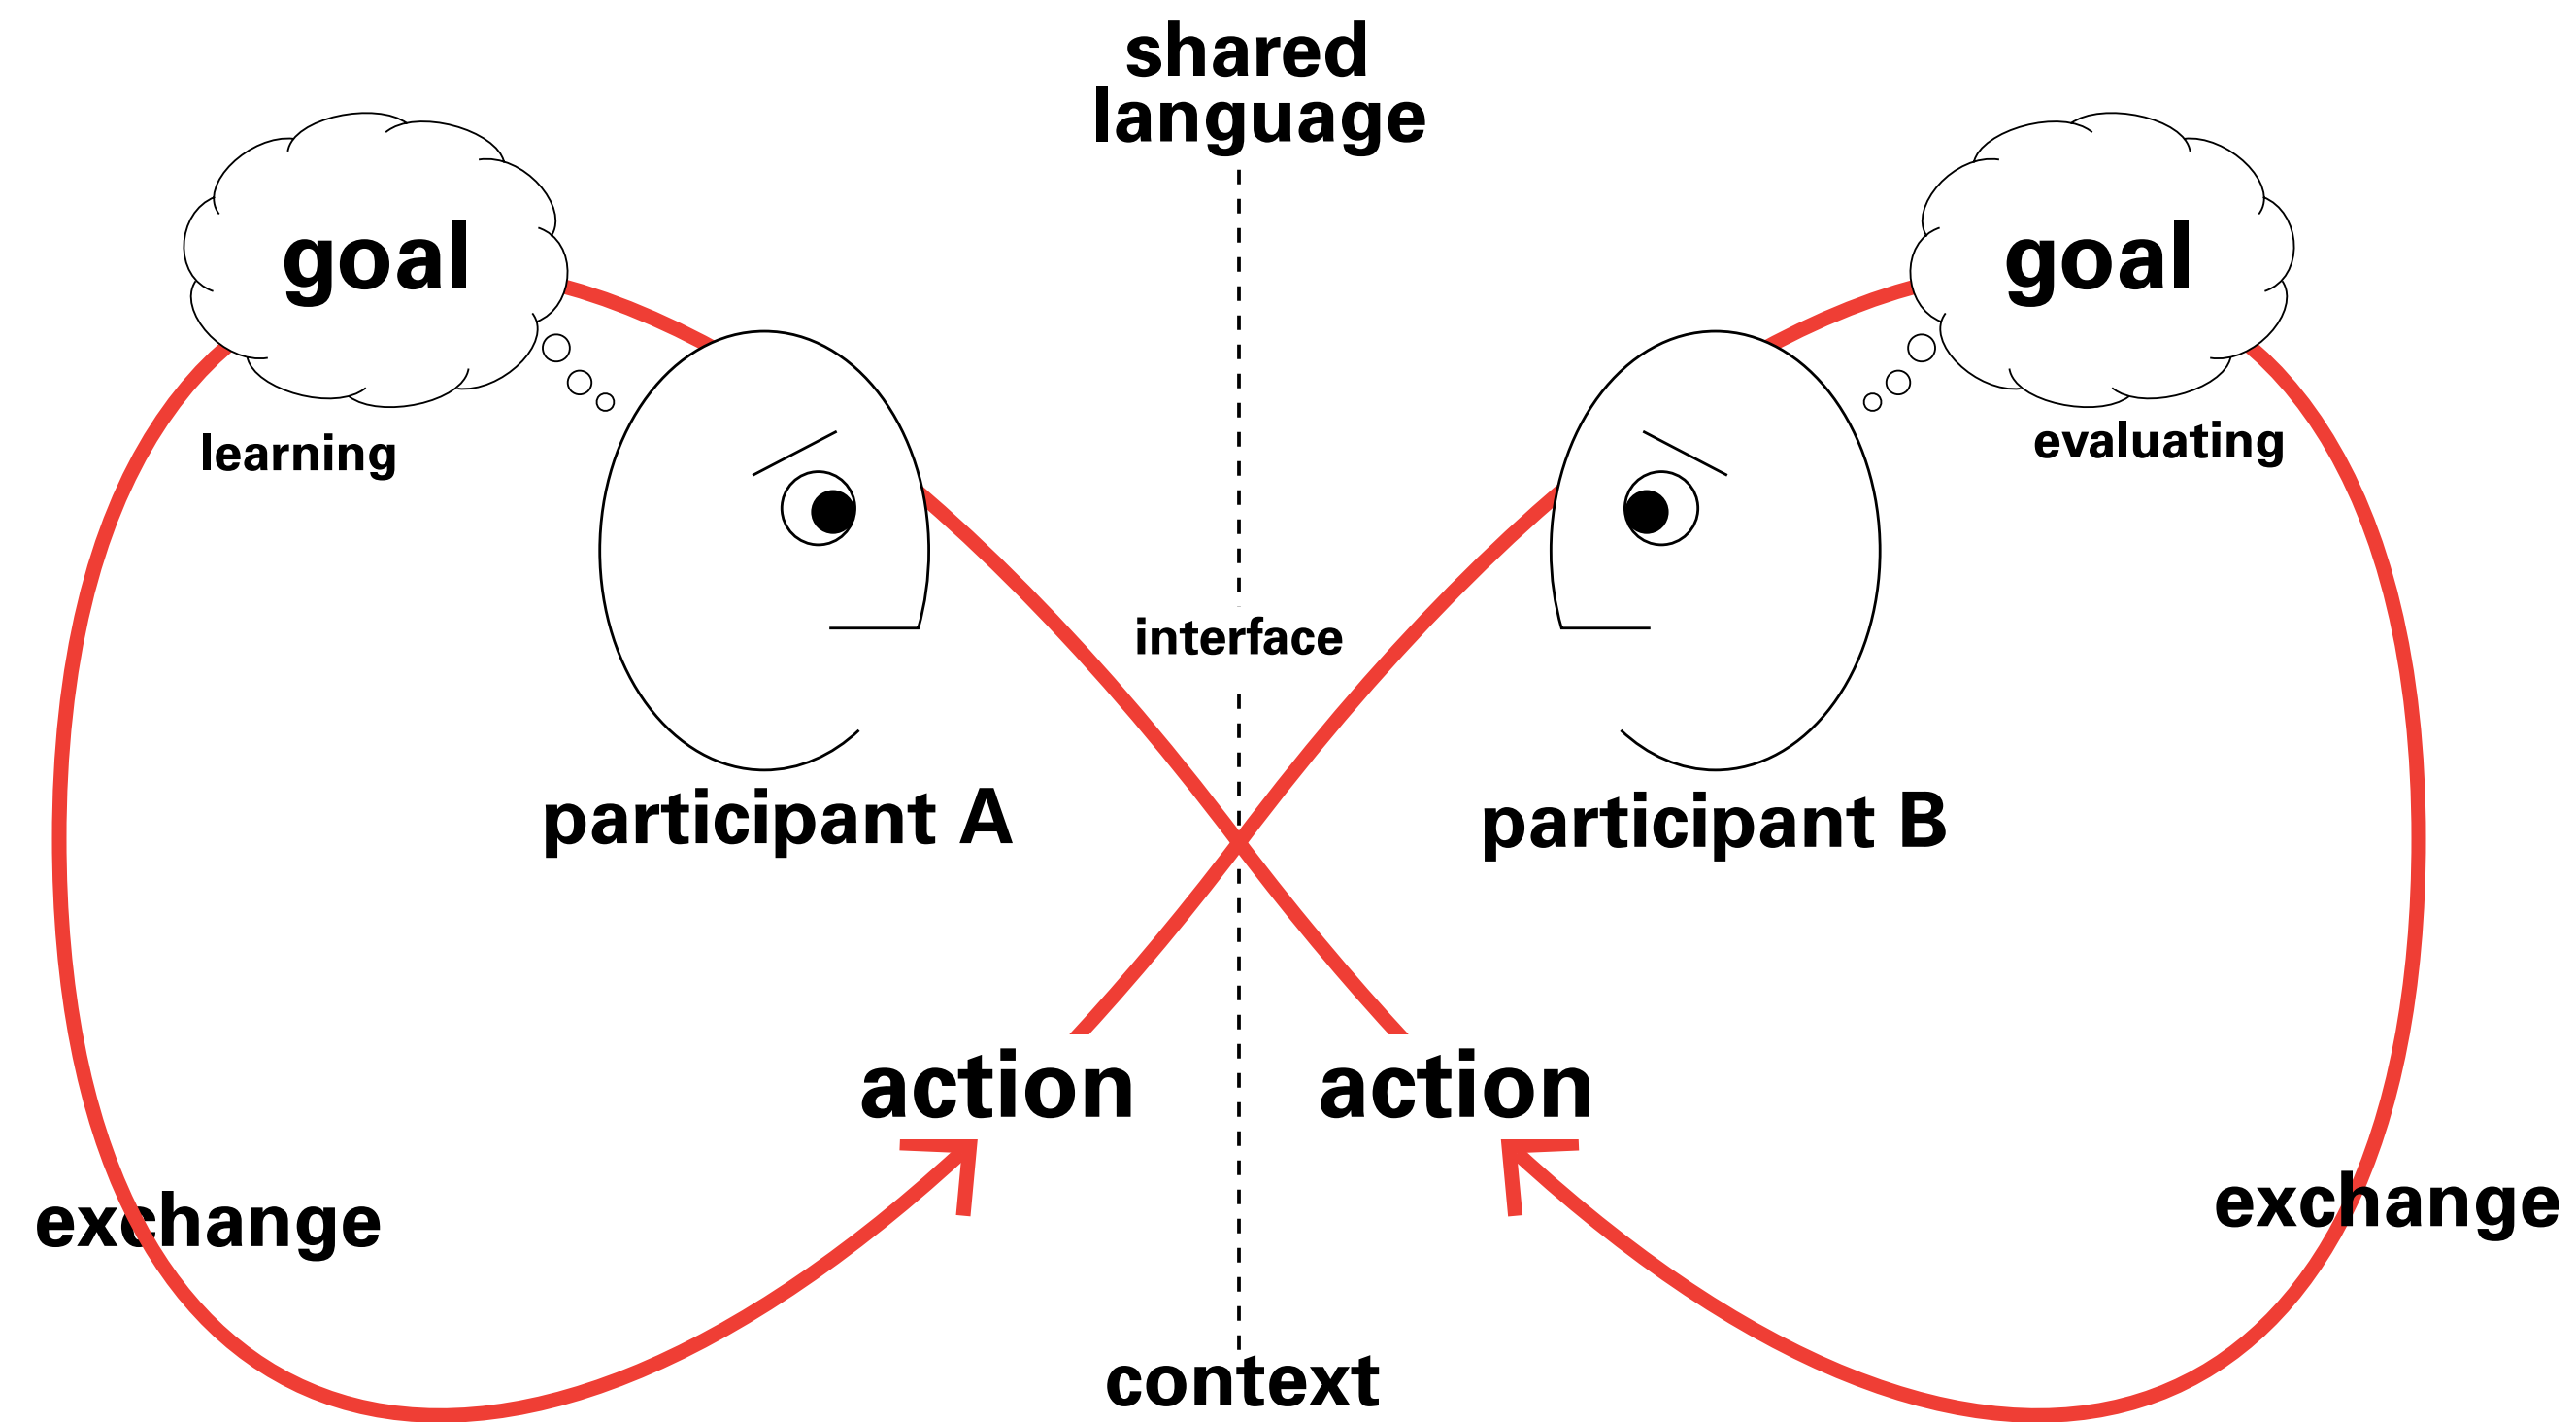 shared
language
goal
goal
learning
evaluating
interface
participant A
participant B
action
action
exchange
exchange
context